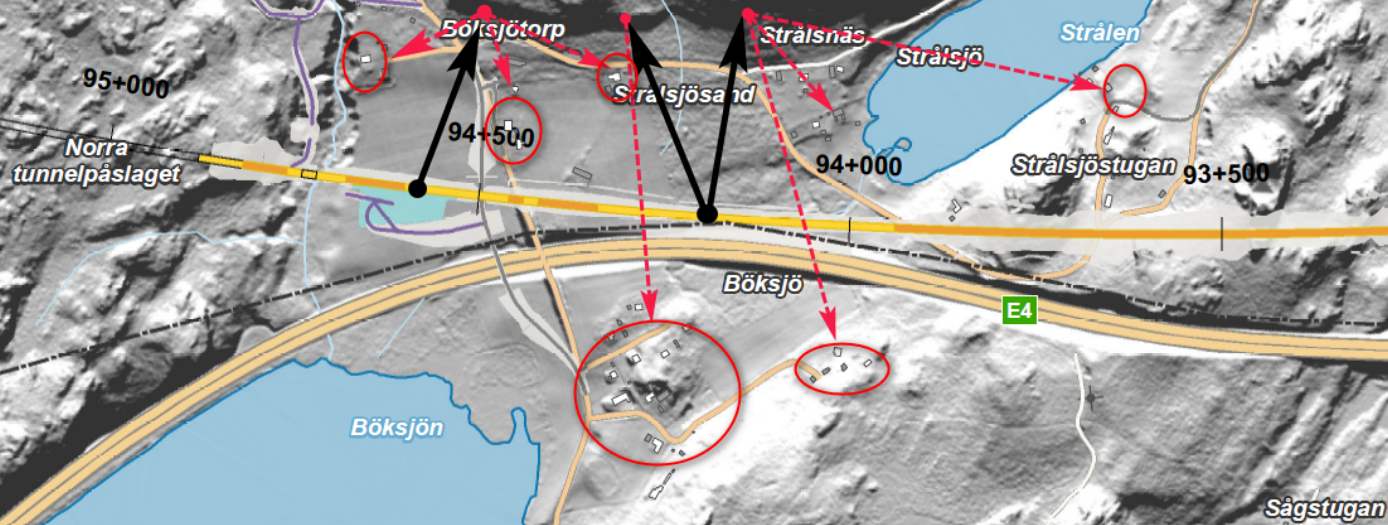 Böksjötorp
Strålsnäs
Strålen
Strålsjö
95+000
Strålsjösand
94+500
Norra
tunnelpåslaget
94+000
Strålsjöstugan
93+500
Böksjö
E4
Böksjön
Sågstugan